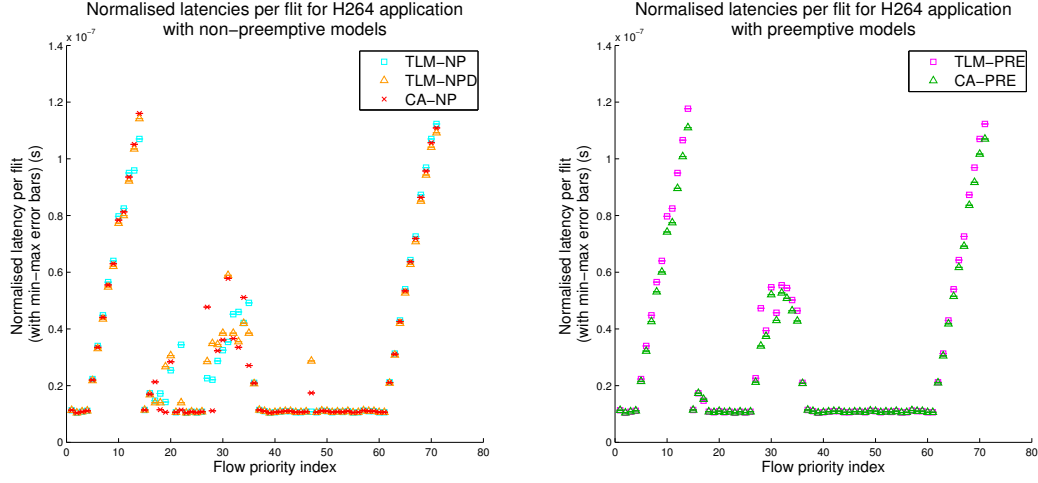 Normalised latencies per flit for H264 application
with non−preemptive models
x 10⁻⁷
1.4
1.2
1
0.8
0.6
0.4
0.2
0
0 10 20 30 40 50 60 70 80
Flow priority index
Normalised latency per flit
(with min−max error bars) (s)
TLM−NP
TLM−NPD
CA−NP
Normalised latencies per flit for H264 application
with preemptive models
x 10⁻⁷
1.4
1.2
1
0.8
0.6
0.4
0.2
0
0 10 20 30 40 50 60 70 80
Flow priority index
Normalised latency per flit
(with min−max error bars) (s)
TLM−PRE
CA−PRE